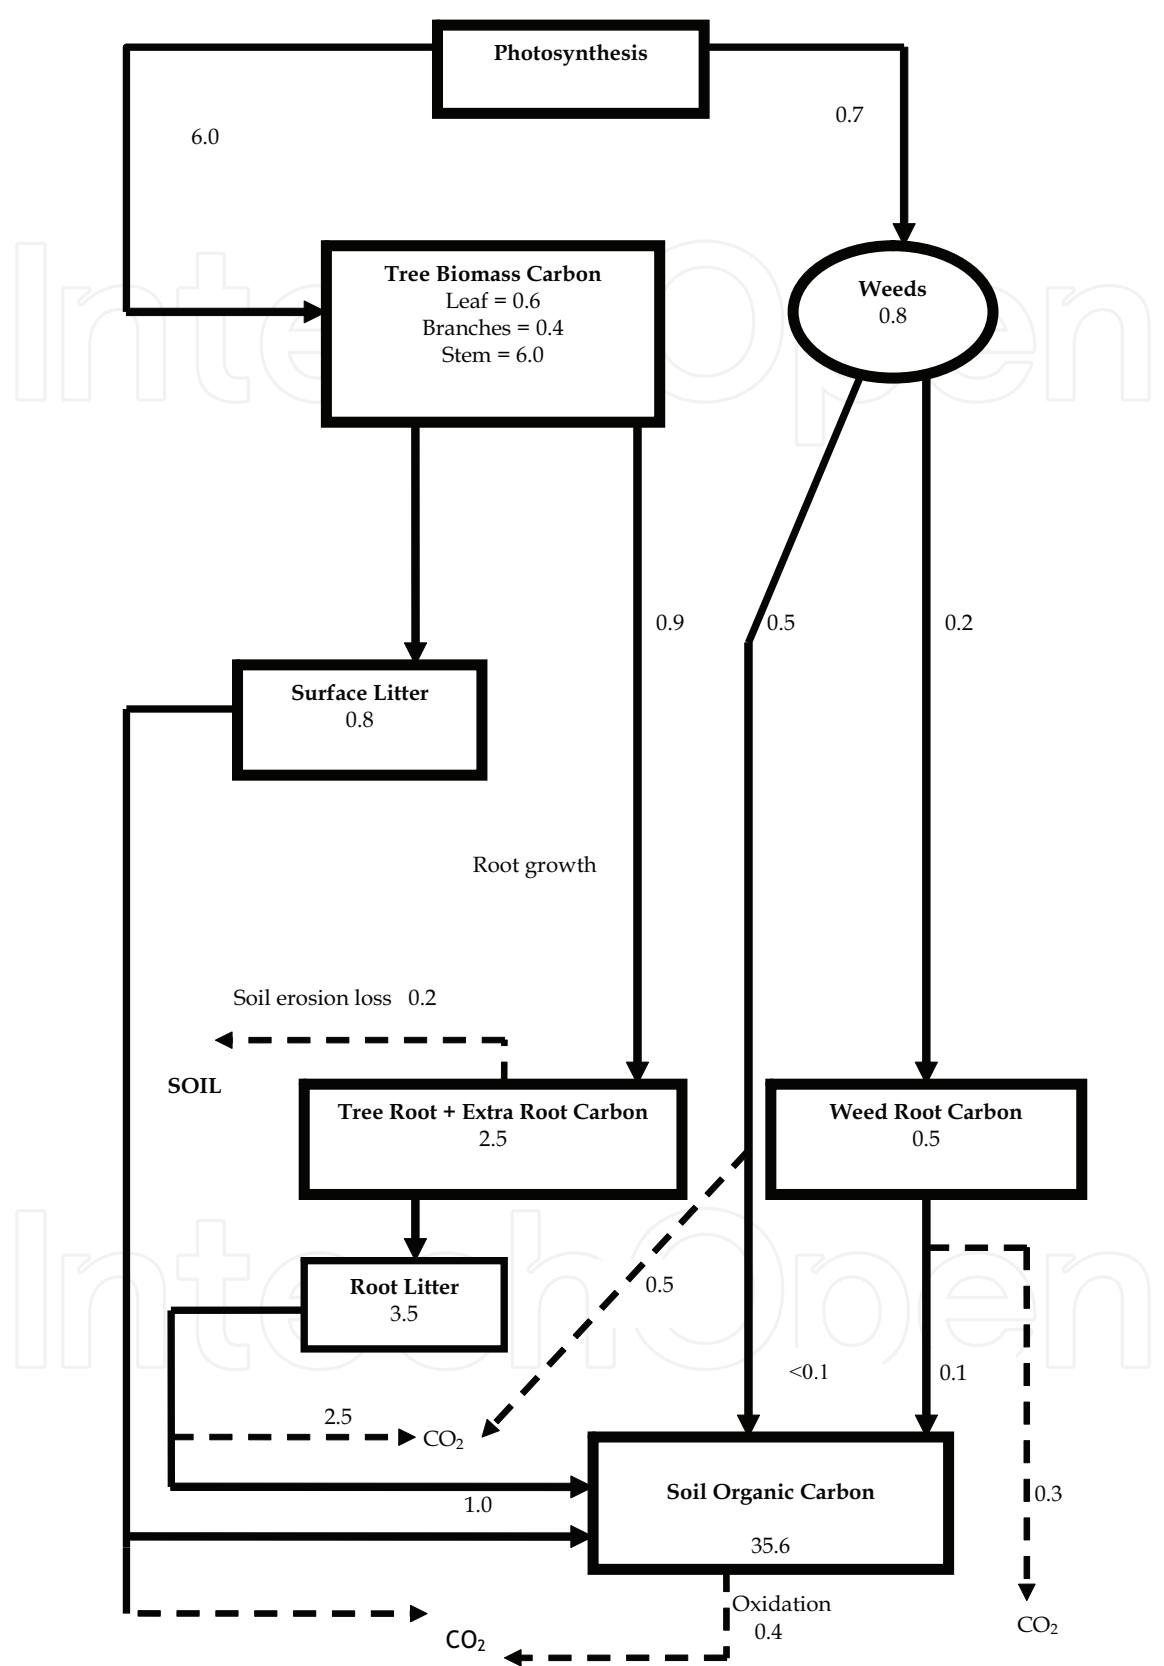 Photosynthesis
0.7
6.0
Tree Biomass Carbon
Leaf = 0.6
Branches = 0.4
Stem = 6.0
Weeds
0.8
0.9
0.5
0.2
Surface Litter
0.8
Root growth
Soil erosion loss 0.2
SOIL
Tree Root + Extra Root Carbon
2.5
Weed Root Carbon
0.5
0.5
Root Litter
3.5
<0.1
0.1
2.5
CO₂
1.0
Soil Organic Carbon
35.6
0.3
Oxidation
0.4
CO₂
CO₂
IntechOpen
IntechOpen